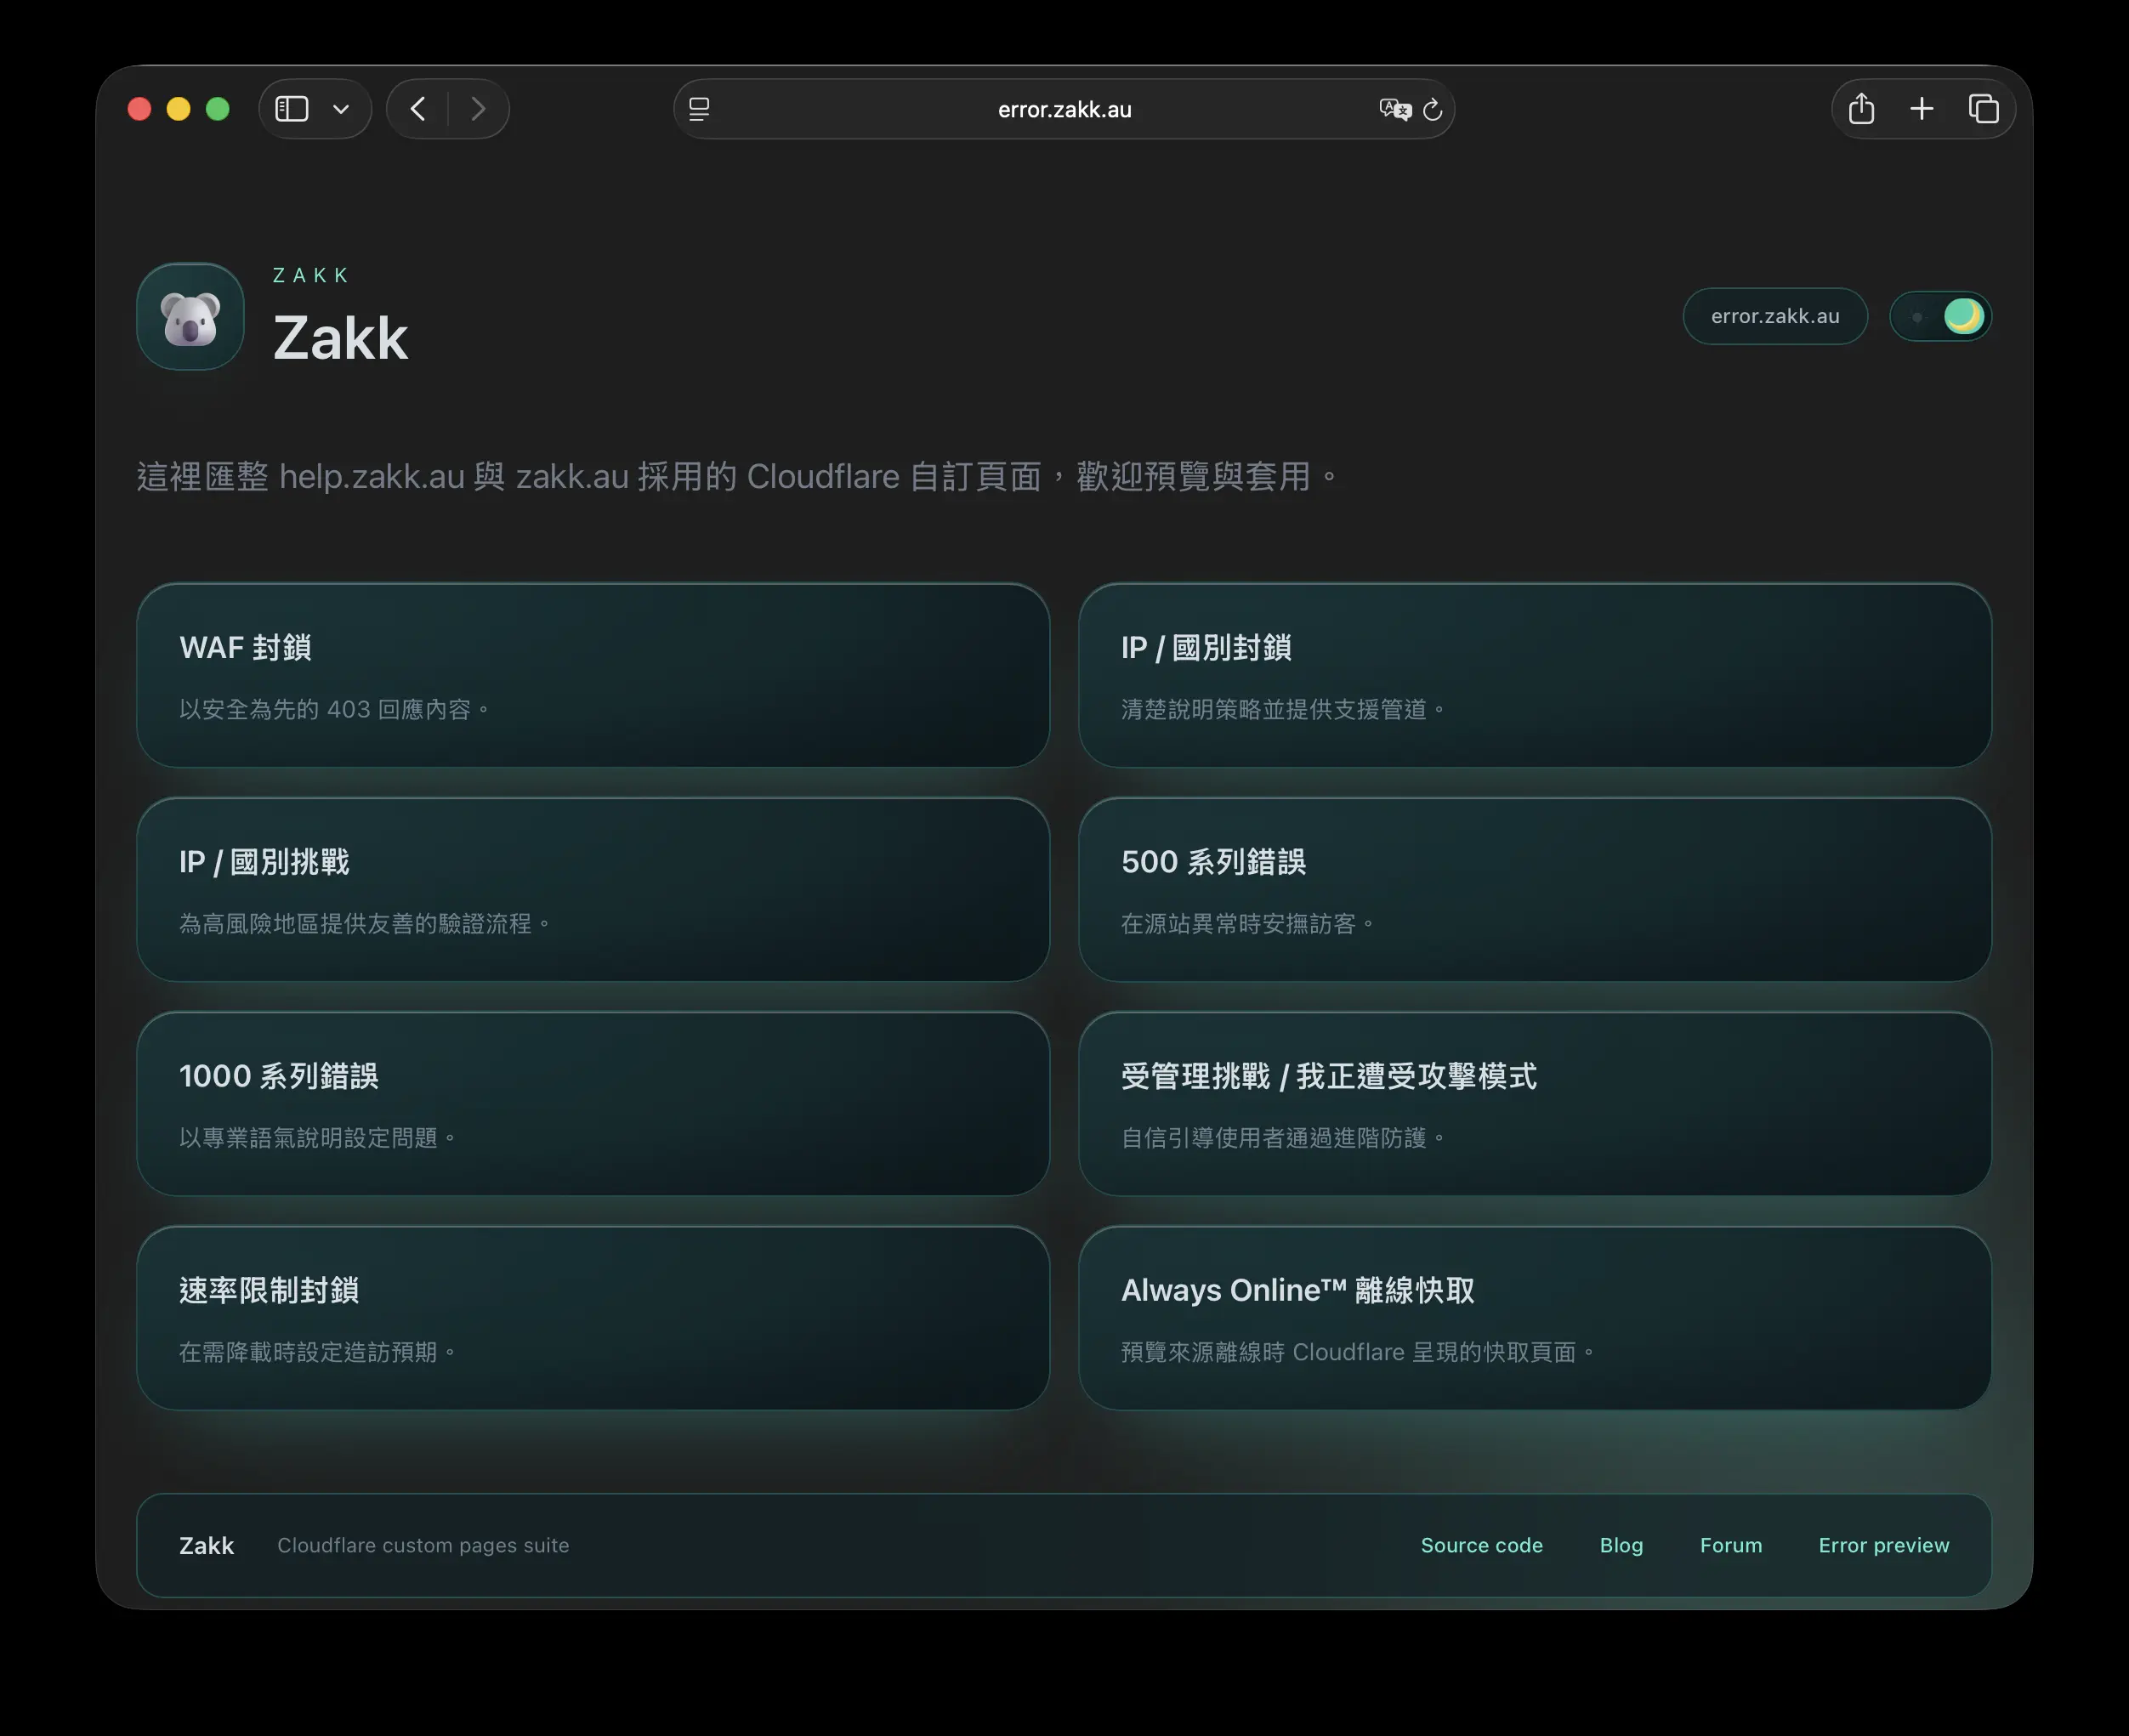 error.zakk.au
ZAKK
Zakk
error.zakk.au
這裡匯整 help.zakk.au 與 zakk.au 採用的 Cloudflare 自訂頁面，歡迎預覽與套用。
WAF 封鎖
以安全為先的 403 回應內容。
IP / 國別封鎖
清楚說明策略並提供支援管道。
IP / 國別挑戰
為高風險地區提供友善的驗證流程。
500 系列錯誤
在源站異常時安撫訪客。
1000 系列錯誤
以專業語氣說明設定問題。
受管理挑戰 / 我正遭受攻擊模式
自信引導使用者通過進階防護。
速率限制封鎖
在需降載時設定造訪預期。
Always Online™ 離線快取
預覽來源離線時 Cloudflare 呈現的快取頁面。
Zakk Cloudflare custom pages suite Source code Blog Forum Error preview